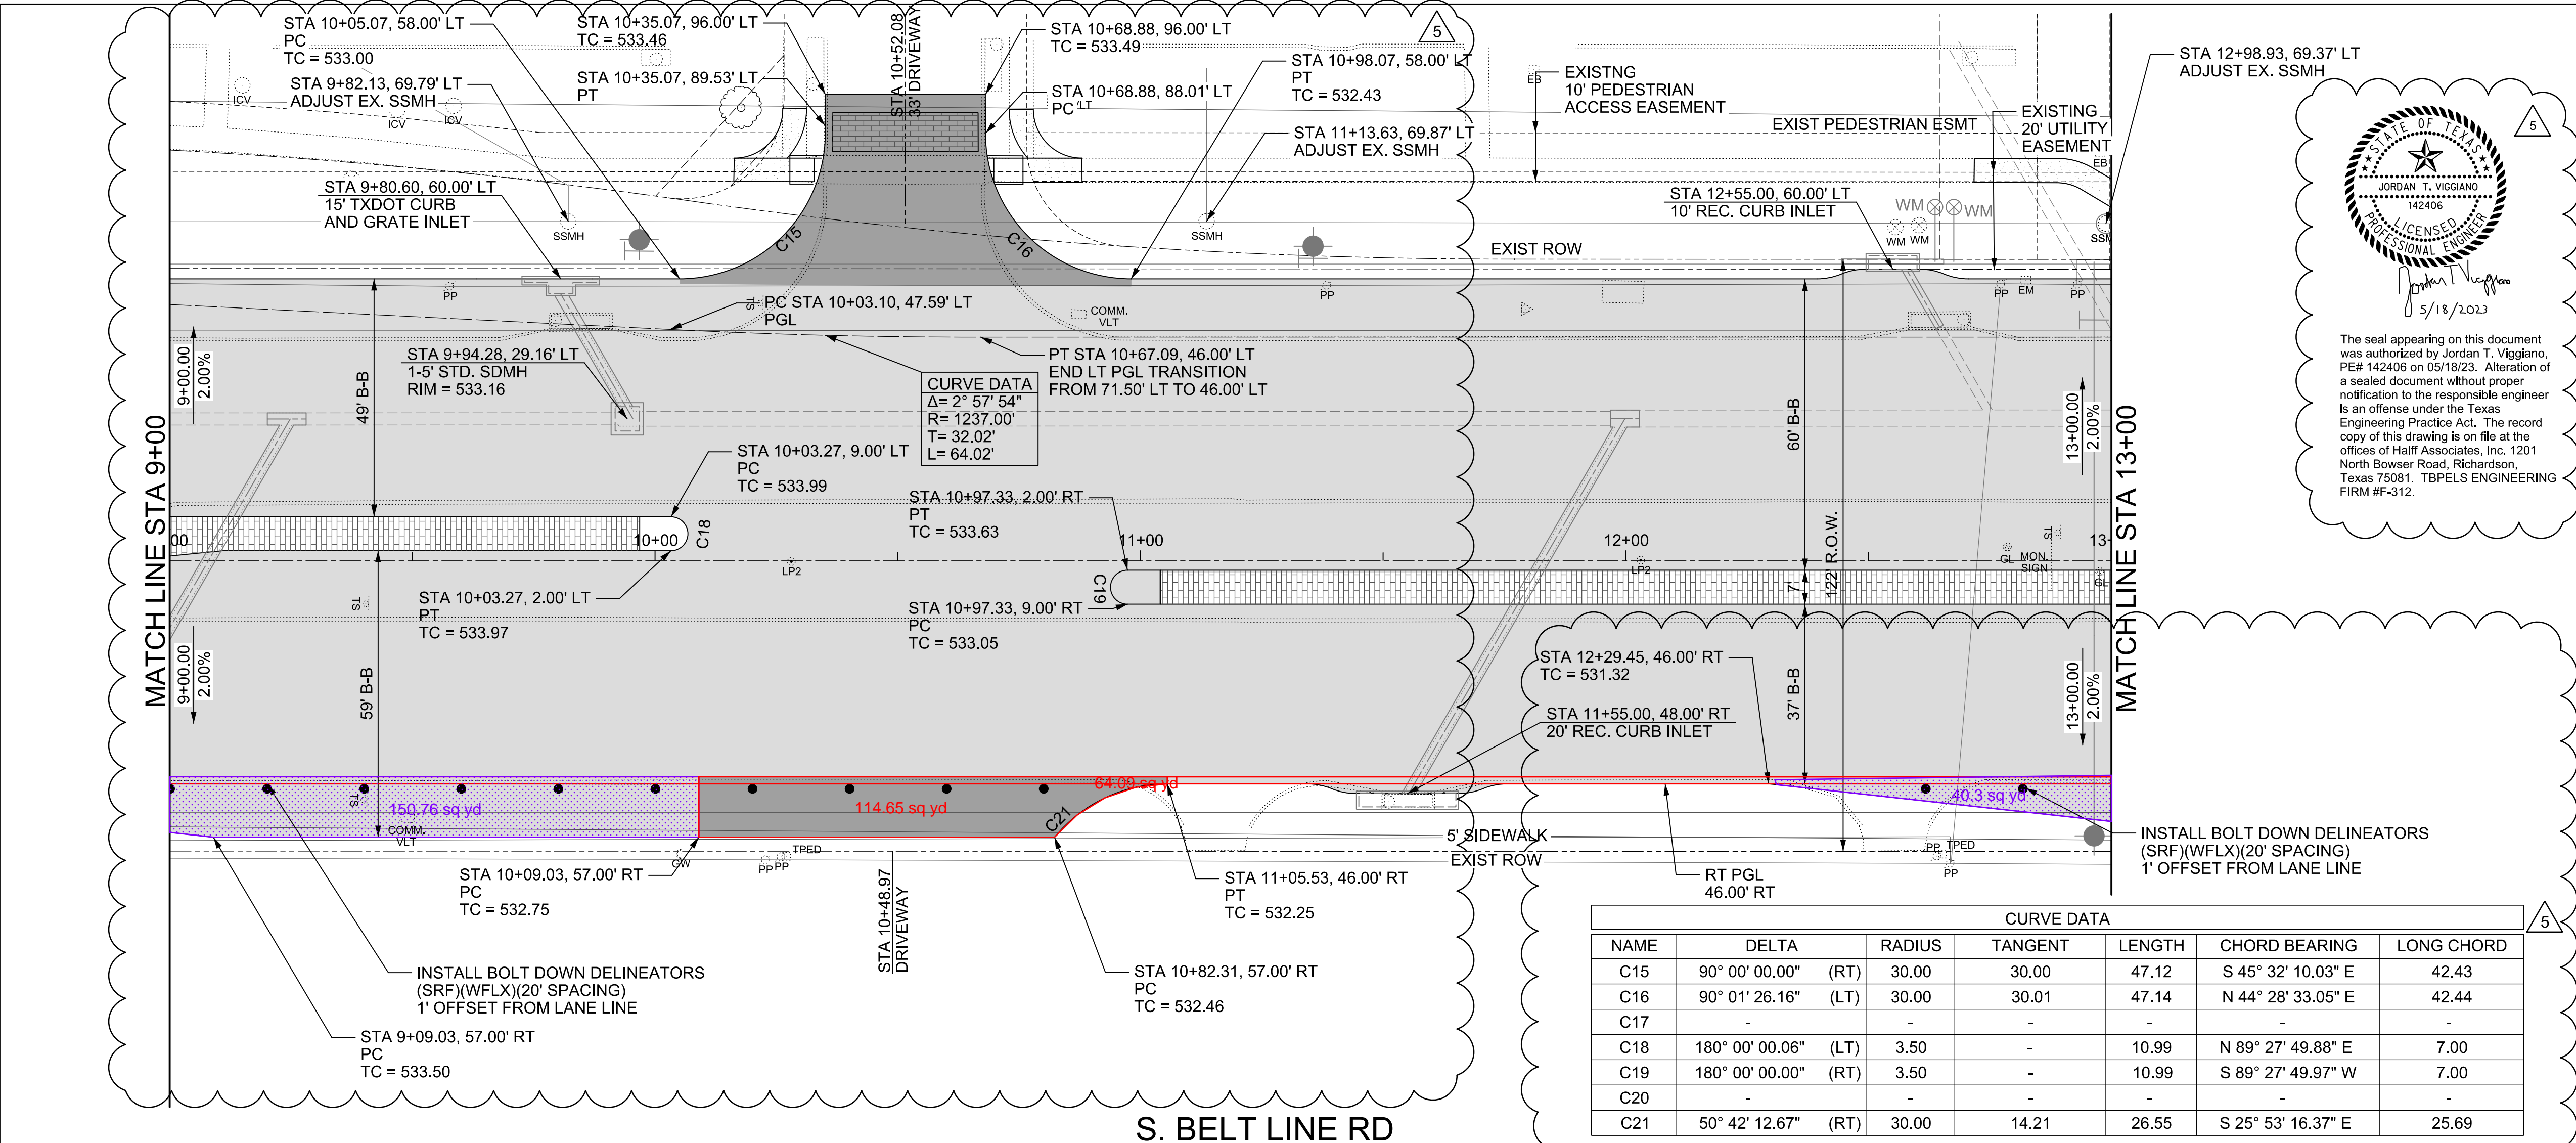 STA 10+05.07, 58.00' LT
PC
TC = 533.00
STA 9+82.13, 69.79' LT
ADJUST EX. SSMH
STA 10+35.07, 96.00' LT
TC = 533.46
STA 10+35.07, 89.53' LT
PT
STA 10+52.08
33' DRIVEWAY
STA 10+68.88, 96.00' LT
TC = 533.49
STA 10+68.88, 88.01' LT
PC
'LT
STA 10+98.07, 58.00' LT
PT
TC = 532.43
STA 11+13.63, 69.87' LT
ADJUST EX. SSMH
5
EB
EXISTNG
10' PEDESTRIAN
ACCESS EASEMENT
EXIST PEDESTRIAN ESMT
EXISTING
20' UTILITY
EASEMENT
EB
STA 12+98.93, 69.37' LT
ADJUST EX. SSMH
5
STATE OF TEXAS
JORDAN T. VIGGIANO
142406
LICENSED
PROFESSIONAL ENGINEER
Jordan T Viggiano
5/18/2023
The seal appearing on this document
was authorized by Jordan T. Viggiano,
PE# 142406 on 05/18/23. Alteration of
a sealed document without proper
notification to the responsible engineer
is an offense under the Texas
Engineering Practice Act. The record
copy of this drawing is on file at the
offices of Halff Associates, Inc. 1201
North Bowser Road, Richardson,
Texas 75081. TBPELS ENGINEERING
FIRM #F-312.
ICV
ICV
ICV
STA 9+80.60, 60.00' LT
15' TXDOT CURB
AND GRATE INLET
SSMH
C15
C16
SSMH
STA 12+55.00, 60.00' LT
10' REC. CURB INLET
WM
WM
WM
WM
SSM
EXIST ROW
PP
TS
PC STA 10+03.10, 47.59' LT
PGL
COMM.
VLT
PP
PP
EM
PP
9+00.00
2.00%
49' B-B
STA 9+94.28, 29.16' LT
1-5' STD. SDMH
RIM = 533.16
PT STA 10+67.09, 46.00' LT
END LT PGL TRANSITION
FROM 71.50' LT TO 46.00' LT
CURVE DATA
Δ= 2° 57' 54"
R= 1237.00'
T= 32.02'
L= 64.02'
60' B-B
13+00.00
2.00%
MATCH LINE STA 9+00
MATCH LINE STA 13+00
STA 10+03.27, 9.00' LT
PC
TC = 533.99
C18
STA 10+97.33, 2.00' RT
PT
TC = 533.63
00
10+00
11+00
12+00
13+
122' R.O.W.
LP2
LP2
GL
MON.
SIGN
TS
GL
C19
7'
STA 10+03.27, 2.00' LT
PT
TC = 533.97
TS
STA 10+97.33, 9.00' RT
PC
TC = 533.05
9+00.00
2.00%
59' B-B
STA 12+29.45, 46.00' RT
TC = 531.32
STA 11+55.00, 48.00' RT
20' REC. CURB INLET
37' B-B
13+00.00
2.00%
150.76 sq yd
TS
COMM.
VLT
114.65 sq yd
64.09 sq yd
C21
40.3 sq yd
5' SIDEWALK
EXIST ROW
GW
PP
PP
TPED
PP
TPED
PP
STA 10+09.03, 57.00' RT
PC
TC = 532.75
STA 10+48.97
DRIVEWAY
STA 11+05.53, 46.00' RT
PT
TC = 532.25
RT PGL
46.00' RT
INSTALL BOLT DOWN DELINEATORS
(SRF)(WFLX)(20' SPACING)
1' OFFSET FROM LANE LINE
INSTALL BOLT DOWN DELINEATORS
(SRF)(WFLX)(20' SPACING)
1' OFFSET FROM LANE LINE
STA 10+82.31, 57.00' RT
PC
TC = 532.46
STA 9+09.03, 57.00' RT
PC
TC = 533.50
S. BELT LINE RD
5
CURVE DATA
NAME DELTA RADIUS TANGENT LENGTH CHORD BEARING LONG CHORD
C15 90° 00' 00.00" (RT) 30.00 30.00 47.12 S 45° 32' 10.03" E 42.43
C16 90° 01' 26.16" (LT) 30.00 30.01 47.14 N 44° 28' 33.05" E 42.44
C17 - - - - - -
C18 180° 00' 00.06" (LT) 3.50 - 10.99 N 89° 27' 49.88" E 7.00
C19 180° 00' 00.00" (RT) 3.50 - 10.99 S 89° 27' 49.97" W 7.00
C20 - - - - - -
C21 50° 42' 12.67" (RT) 30.00 14.21 26.55 S 25° 53' 16.37" E 25.69